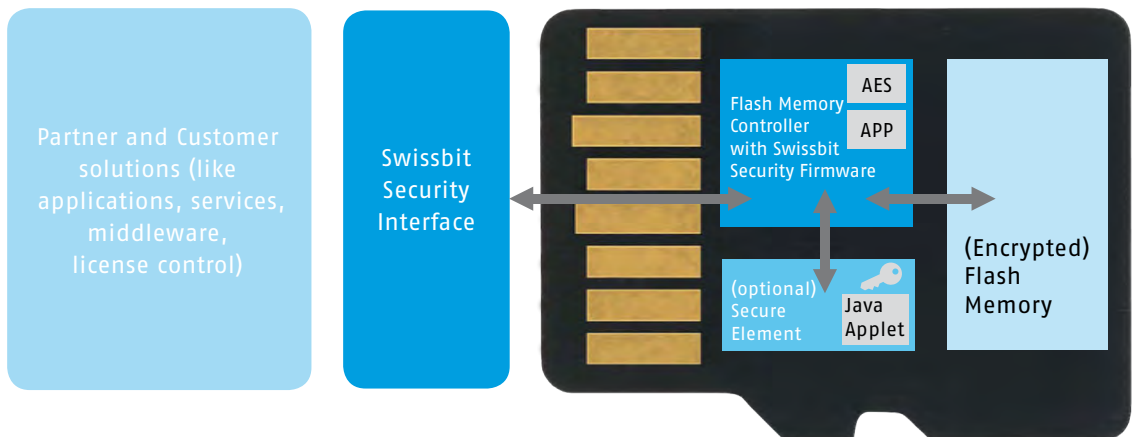 Partner and Customer
solutions (like
applications, services,
middleware,
license control)
Swissbit
Security
Interface
Flash Memory
Controller
with Swissbit
Security Firmware
AES
APP
(optional)
Secure
Element
Java
Applet
(Encrypted)
Flash
Memory